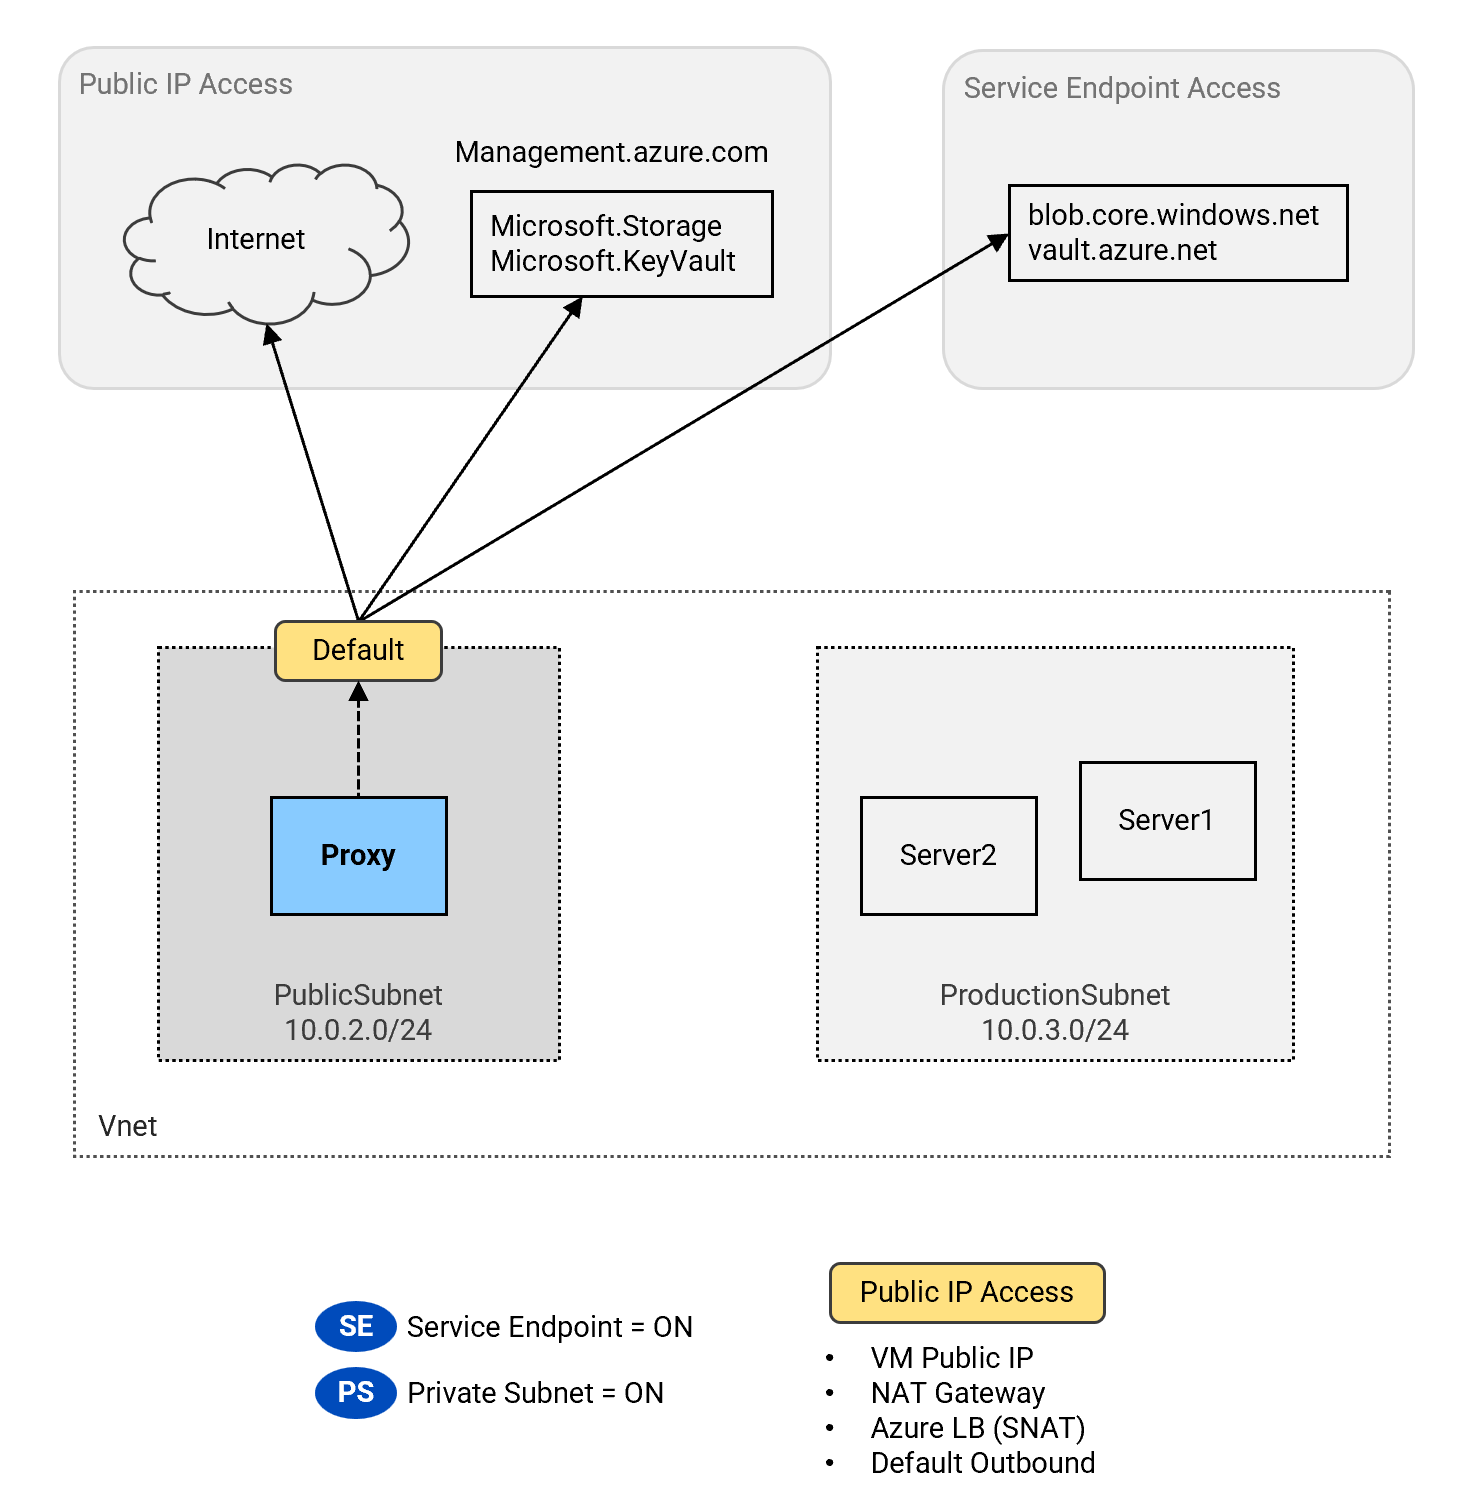 Public IP Access
Service Endpoint Access
Management.azure.com
Internet
Microsoft.Storage
Microsoft.KeyVault
blob.core.windows.net
vault.azure.net
Default
Proxy
Server2
Server1
PublicSubnet
10.0.2.0/24
ProductionSubnet
10.0.3.0/24
Vnet
SE Service Endpoint = ON
PS Private Subnet = ON
Public IP Access
• VM Public IP
• NAT Gateway
• Azure LB (SNAT)
• Default Outbound